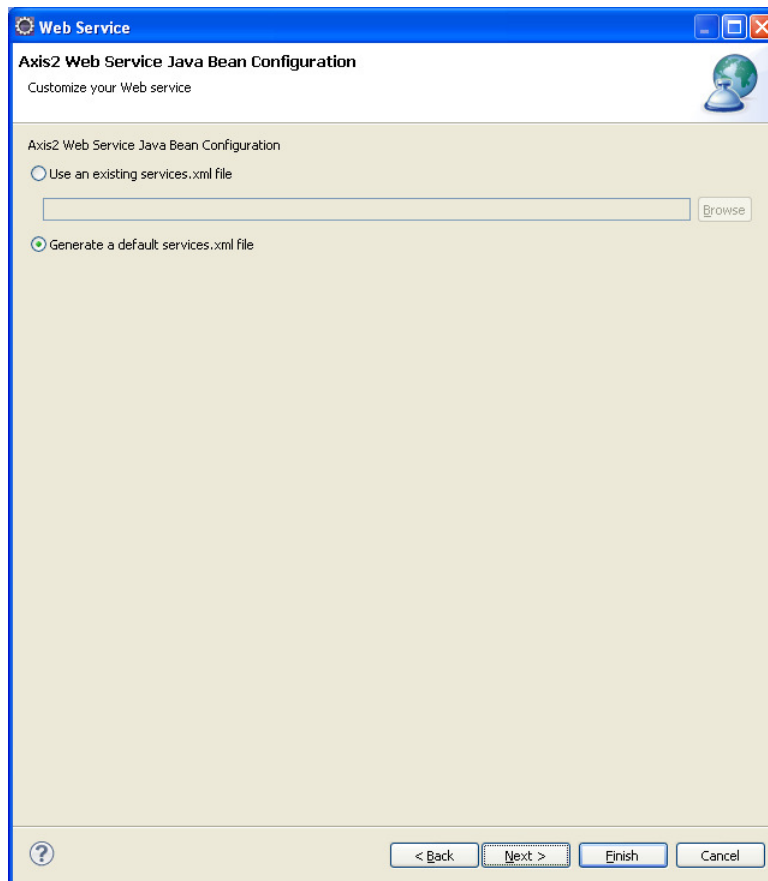 Web Service
Axis2 Web Service Java Bean Configuration
Customize your Web service
Axis2 Web Service Java Bean Configuration
Use an existing services.xml file
Browse
Generate a default services.xml file
? < Back Next > Finish Cancel